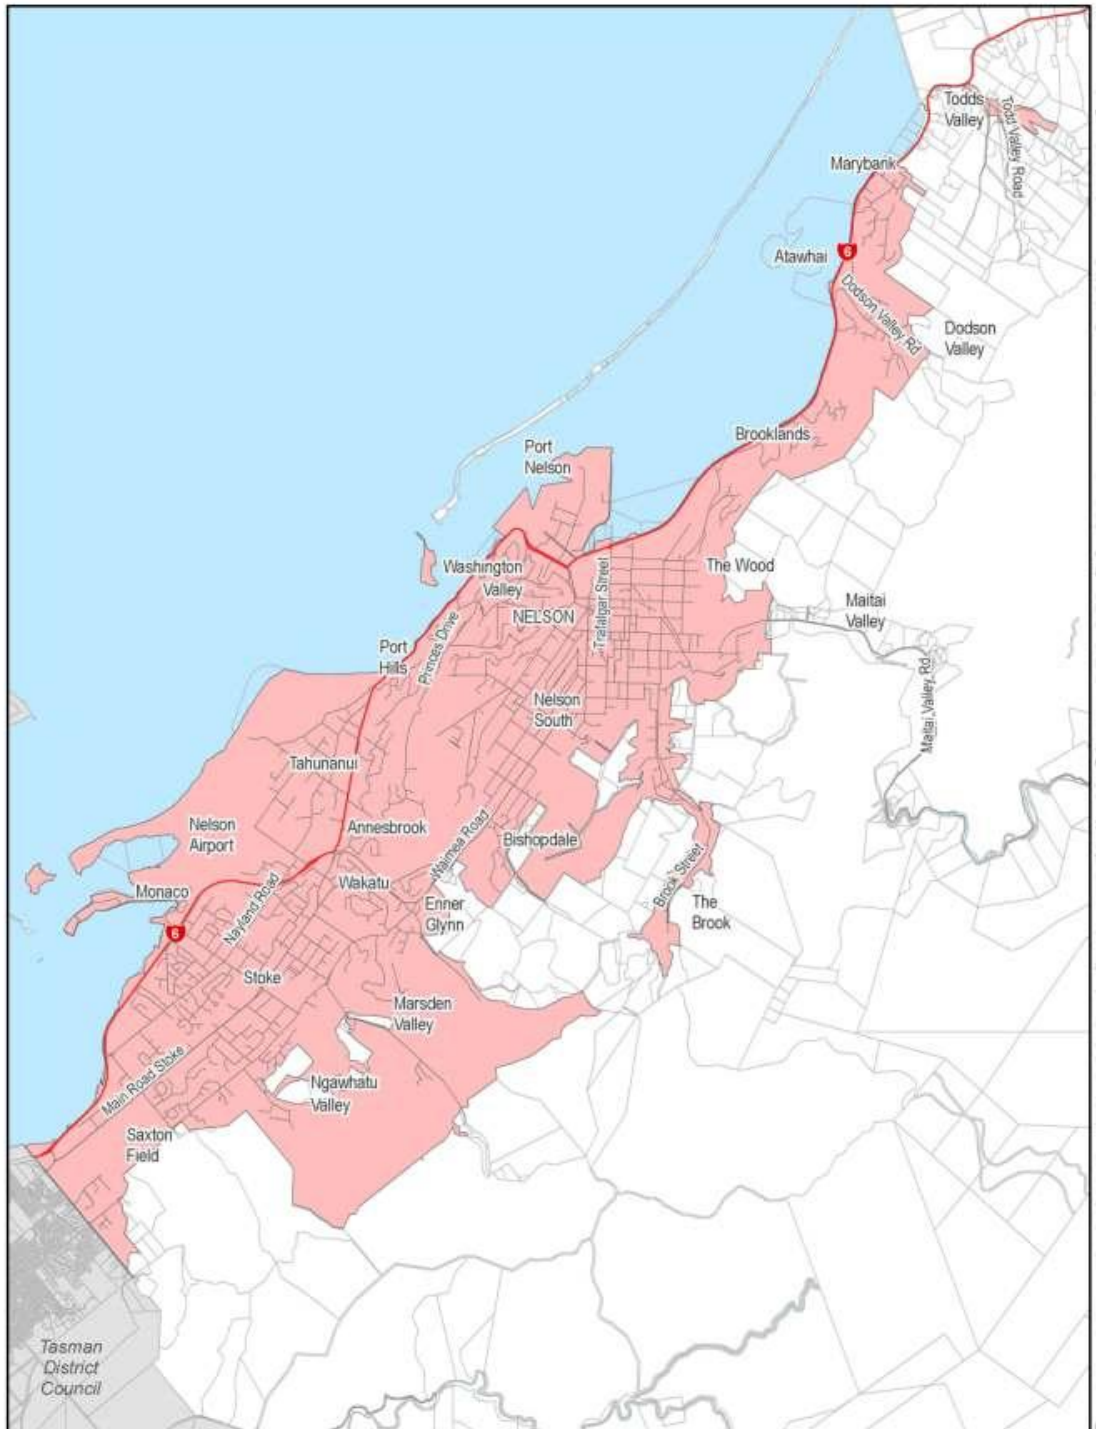 Todds
Valley
Todd Valley Road
Marybank
Atawhai
6
Dodson Valley Rd
Dodson
Valley
Brooklands
Port
Nelson
Washington
Valley
The Wood
Trafalgar Street
NELSON
Maitai
Valley
Princes Drive
Port
Hills
Maitai Valley Rd
Nelson
South
Tahunanui
Nelson
Airport
Annesbrook
Waimea Road
Bishopdale
Monaco
Wakatu
Brook Street
Enner
Glynn
The
Brook
Nayland Road
6
Stoke
Marsden
Valley
Main Road Stoke
Ngawhatu
Valley
Saxton
Field
Tasman
District
Council